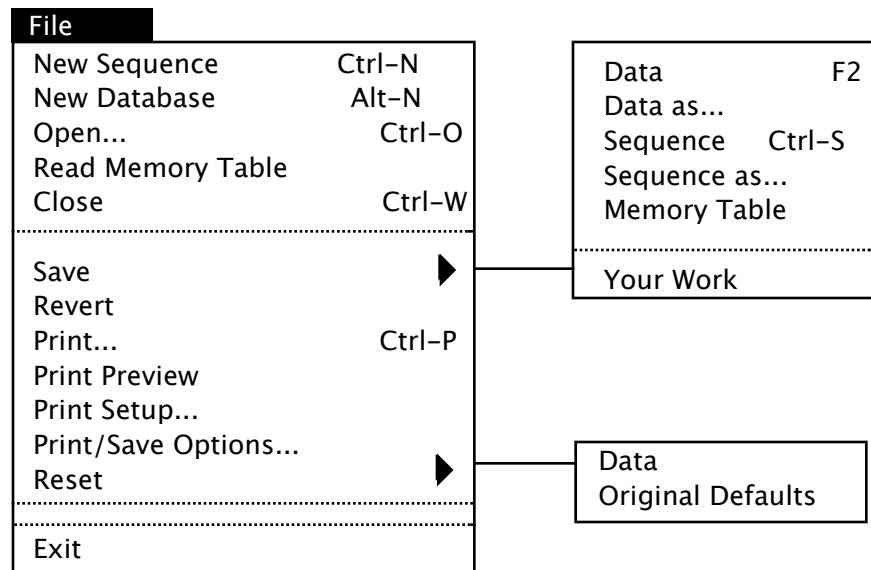 File
New Sequence Ctrl–N
New Database Alt–N
Open... Ctrl–O
Read Memory Table
Close Ctrl–W
Save
Revert
Print... Ctrl–P
Print Preview
Print Setup...
Print/Save Options...
Reset
Exit
Data F2
Data as...
Sequence Ctrl–S
Sequence as...
Memory Table
Your Work
Data
Original Defaults